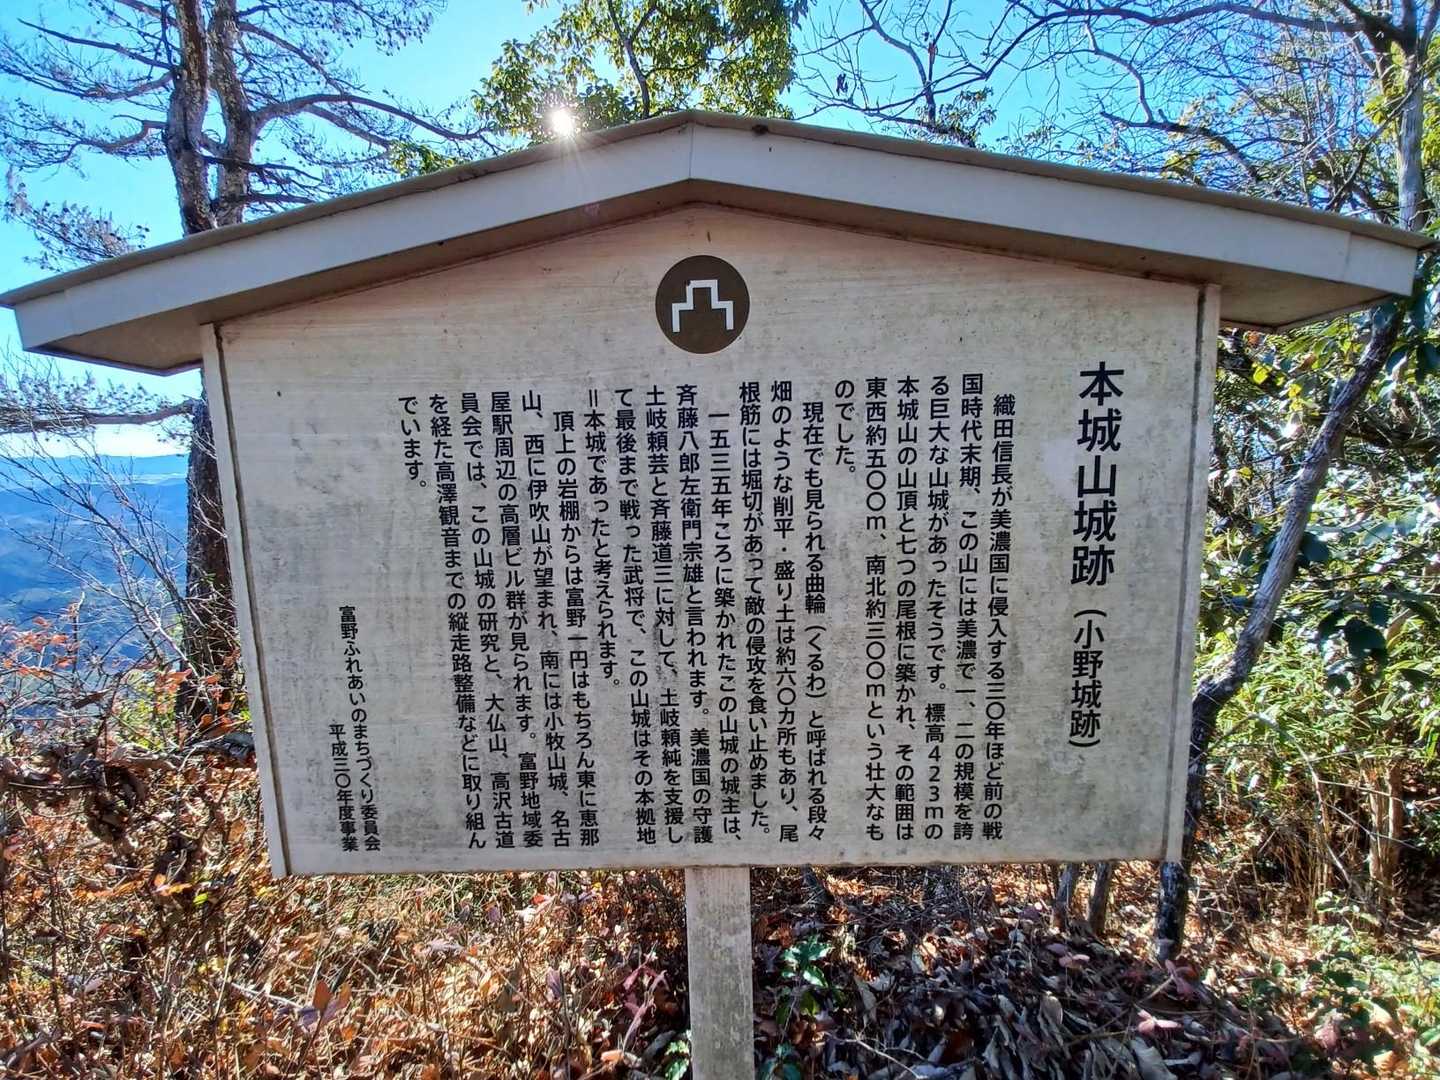 本城山城跡（小野城跡）
織田信長が美濃国に侵入する三〇年ほど前の戦
国時代末期、この山には美濃で一、二の規模を誇
る巨大な山城があったそうです。標高４２３ｍの
本城山の山頂と七つの尾根に築かれ、その範囲は
東西約五〇〇ｍ、南北約三〇〇ｍという壮大なも
のでした。
現在でも見られる曲輪（くるわ）と呼ばれる段々
畑のような削平・盛り土は約六〇カ所もあり、尾
根筋には堀切があって敵の侵攻を食い止めました。
一五三五年ころに築かれたこの山城の城主は、
斉藤八郎左衛門宗雄と言われます。美濃国の守護
土岐頼芸と斉藤道三に対して、土岐頼純を支援し
て最後まで戦った武将で、この山城はその本拠地
＝本城であったと考えられます。
頂上の岩棚からは富野一円はもちろん東に恵那
山、西に伊吹山が望まれ、南には小牧山城、名古
屋駅周辺の高層ビル群が見られます。富野地域委
員会では、この山城の研究と、大仏山、高沢古道
を経た高澤観音までの縦走路整備などに取り組ん
でいます。
富野ふれあいのまちづくり委員会
平成三〇年度事業